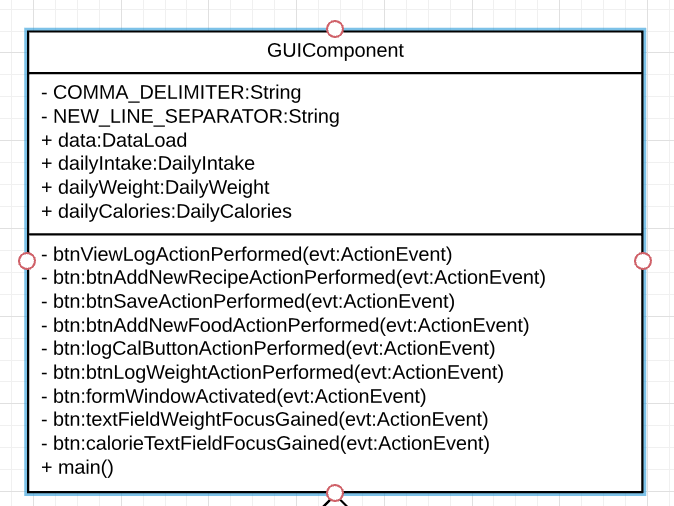 GUIComponent
- COMMA_DELIMITER:String
- NEW_LINE_SEPARATOR:String
+ data:DataLoad
+ dailyIntake:DailyIntake
+ dailyWeight:DailyWeight
+ dailyCalories:DailyCalories
- btnViewLogActionPerformed(evt:ActionEvent)
- btn:btnAddNewRecipeActionPerformed(evt:ActionEvent)
- btn:btnSaveActionPerformed(evt:ActionEvent)
- btn:btnAddNewFoodActionPerformed(evt:ActionEvent)
- btn:logCalButtonActionPerformed(evt:ActionEvent)
- btn:btnLogWeightActionPerformed(evt:ActionEvent)
- btn:formWindowActivated(evt:ActionEvent)
- btn:textFieldWeightFocusGained(evt:ActionEvent)
- btn:calorieTextFieldFocusGained(evt:ActionEvent)
+ main()